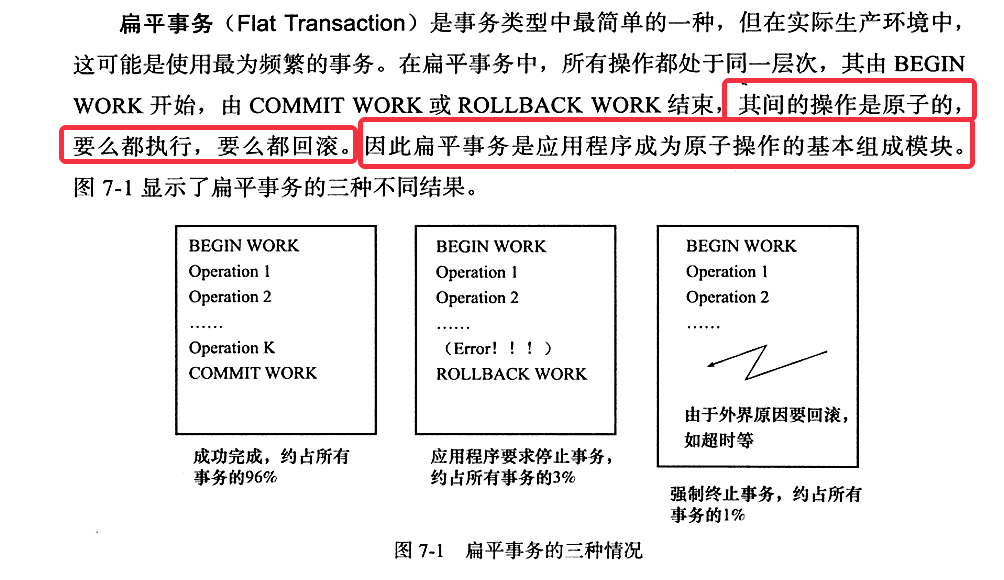 扁平事务（Flat Transaction）是事务类型中最简单的一种，但在实际生产环境中，
这可能是使用最为频繁的事务。在扁平事务中，所有操作都处于同一层次，其由 BEGIN
WORK 开始，由 COMMIT WORK 或 ROLLBACK WORK 结束，其间的操作是原子的，
要么都执行，要么都回滚。因此扁平事务是应用程序成为原子操作的基本组成模块。
图 7-1 显示了扁平事务的三种不同结果。
BEGIN WORK
Operation 1
Operation 2
……
Operation K
COMMIT WORK
成功完成，约占所有
事务的96%
BEGIN WORK
Operation 1
Operation 2
……
（Error！！！）
ROLLBACK WORK
应用程序要求停止事务，
约占所有事务的3%
BEGIN WORK
Operation 1
Operation 2
……
由于外界原因要回滚，
如超时等
强制终止事务，约占所有
事务的1%
图 7-1 扁平事务的三种情况